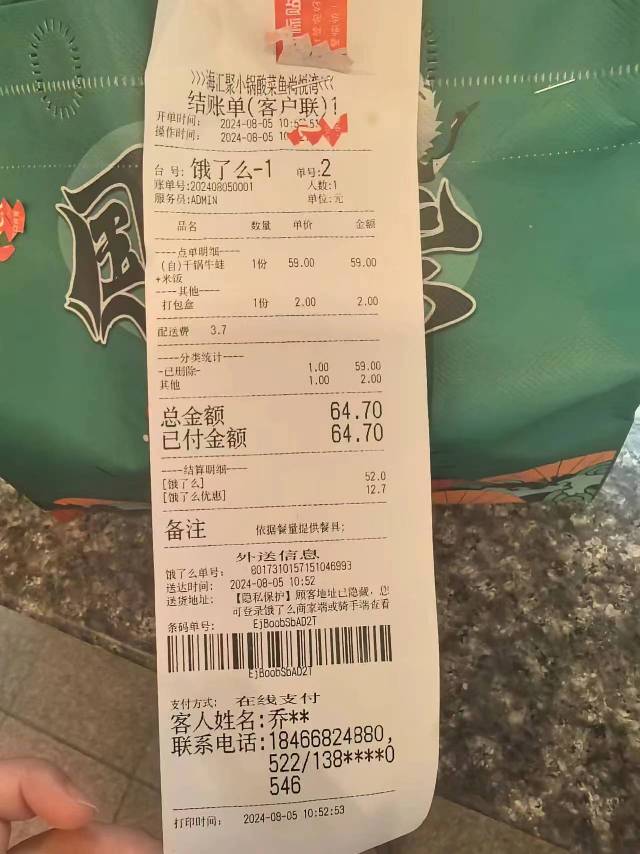 >>>海汇聚小锅酸菜鱼尚悦湾<<<
结账单(客户联)1
开单时间: 2024-08-05 10:52:51
操作时间: 2024-08-05 10
台号: 饿了么-1 单号:2
账单号:202408050001 人数:1
服务员:ADMIN 单位:元
品名 数量 单价 金额
----点单明细----
(自)干锅牛蛙 1份 59.00 59.00
+米饭
----其他----
打包盒 1份 2.00 2.00
配送费 3.7
----分类统计----
-已删除- 1.00 59.00
其他 1.00 2.00
总金额 64.70
已付金额 64.70
----结算明细----
[饿了么] 52.0
[饿了么优惠] 12.7
备注 依据餐量提供餐具;
外送信息
饿了么单号: 8017310157151046993
送达时间: 2024-08-05 10:52
送货地址: 【隐私保护】顾客地址已隐藏,您
可登录饿了么商家端或骑手端查看
条码单号: EjBoobSbAD2T
EjBoobSbAD2T
支付方式: 在线支付
客人姓名:乔**
联系电话:18466824880,
522/138****0
546
打印时间: 2024-08-05 10:52:53